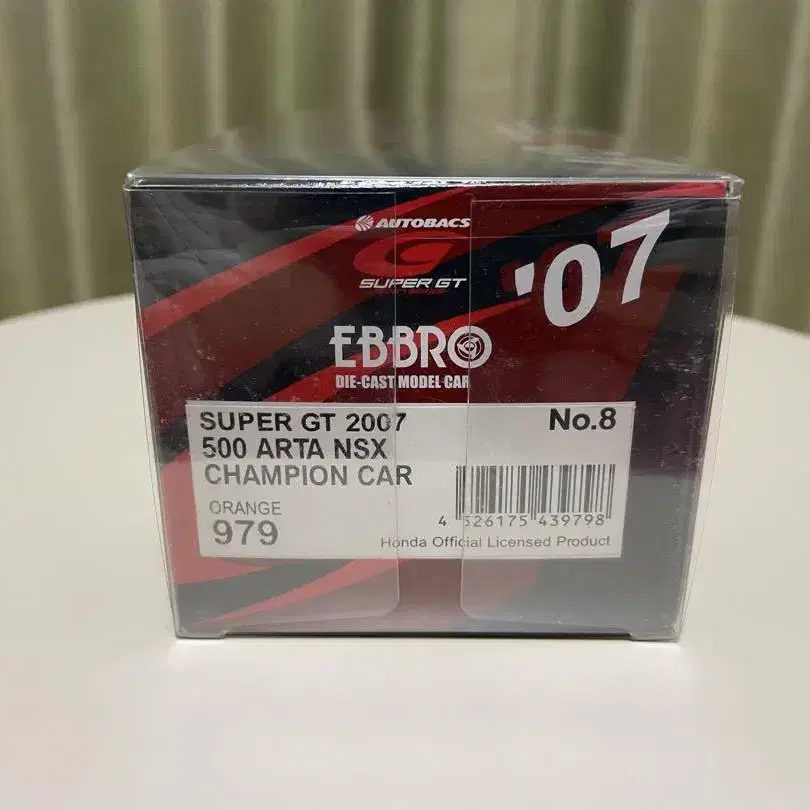 AUTOBACS
SUPER GT
'07
EBBRO
DIE-CAST MODEL CAR
SUPER GT 2007
No.8
500 ARTA NSX
CHAMPION CAR
ORANGE
979
4 526175 439798
Honda Official Licensed Product